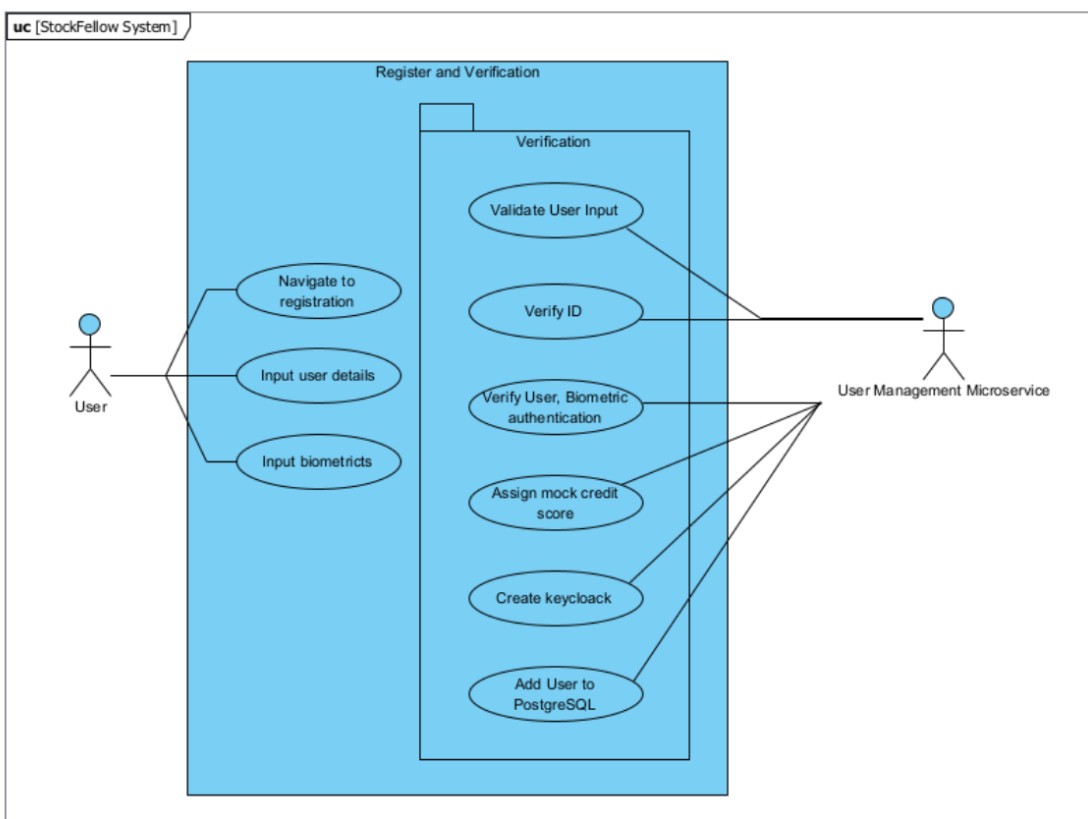 uc [StockFellow System]
Register and Verification
Verification
Validate User Input
Navigate to
registration
Verify ID
User
Input user details
User Management Microservice
Verify User, Biometric
authentication
Input biometricts
Assign mock credit
score
Create keycloack
Add User to
PostgreSQL